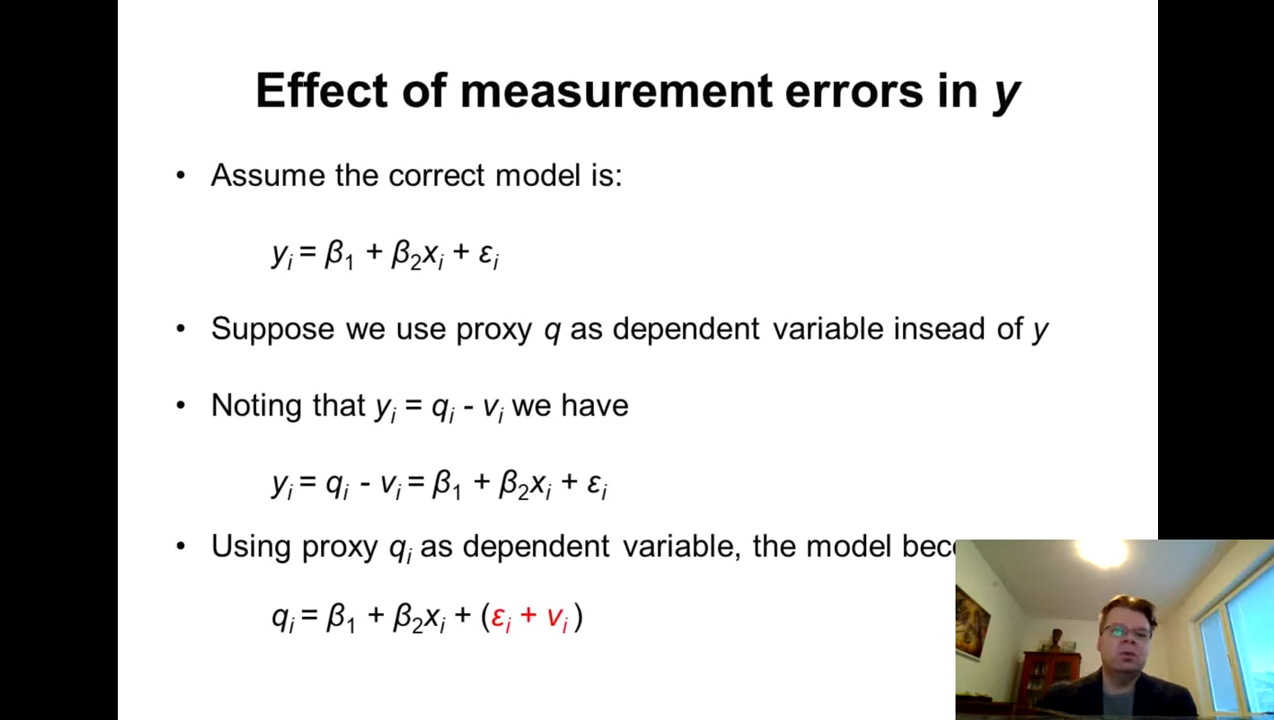 Effect of measurement errors in y
• Assume the correct model is:
yᵢ = β₁ + β₂xᵢ + εᵢ
• Suppose we use proxy q as dependent variable insead of y
• Noting that yᵢ = qᵢ - vᵢ we have
yᵢ = qᵢ - vᵢ = β₁ + β₂xᵢ + εᵢ
• Using proxy qᵢ as dependent variable, the model
qᵢ = β₁ + β₂xᵢ + (εᵢ + vᵢ)